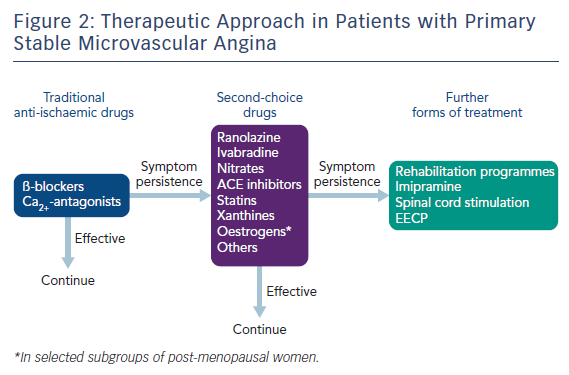 Figure 2: Therapeutic Approach in Patients with Primary
Stable Microvascular Angina
Traditional
anti-ischaemic drugs
Second-choice
drugs
Further
forms of treatment
ß-blockers
Ca2+-antagonists
Symptom
persistence
Ranolazine
Ivabradine
Nitrates
ACE inhibitors
Statins
Xanthines
Oestrogens*
Others
Symptom
persistence
Rehabilitation programmes
Imipramine
Spinal cord stimulation
EECP
Effective
Continue
Effective
Continue
*In selected subgroups of post-menopausal women.